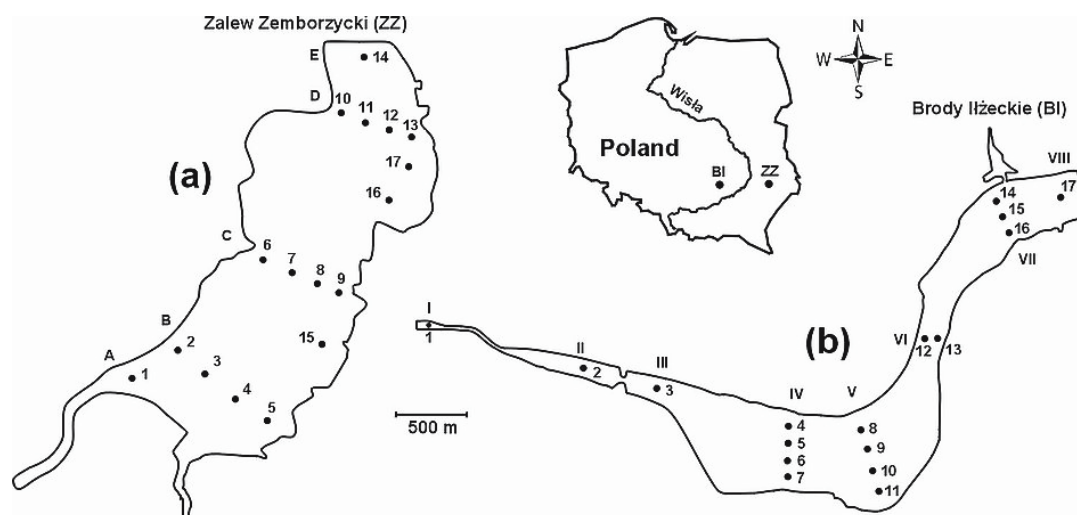 Zalew Zemborzycki (ZZ)
E
14
D
10
11
12
13
17
16
(a)
C
6
7
8
9
B
2
15
A
3
1
4
5
500 m
Wisła
Poland
BI
ZZ
N
W
E
S
Brody Iłżeckie (BI)
VIII
14
17
15
16
VII
I
1
II
2
III
3
VI
12
13
(b)
IV
V
4
8
5
9
6
10
7
11